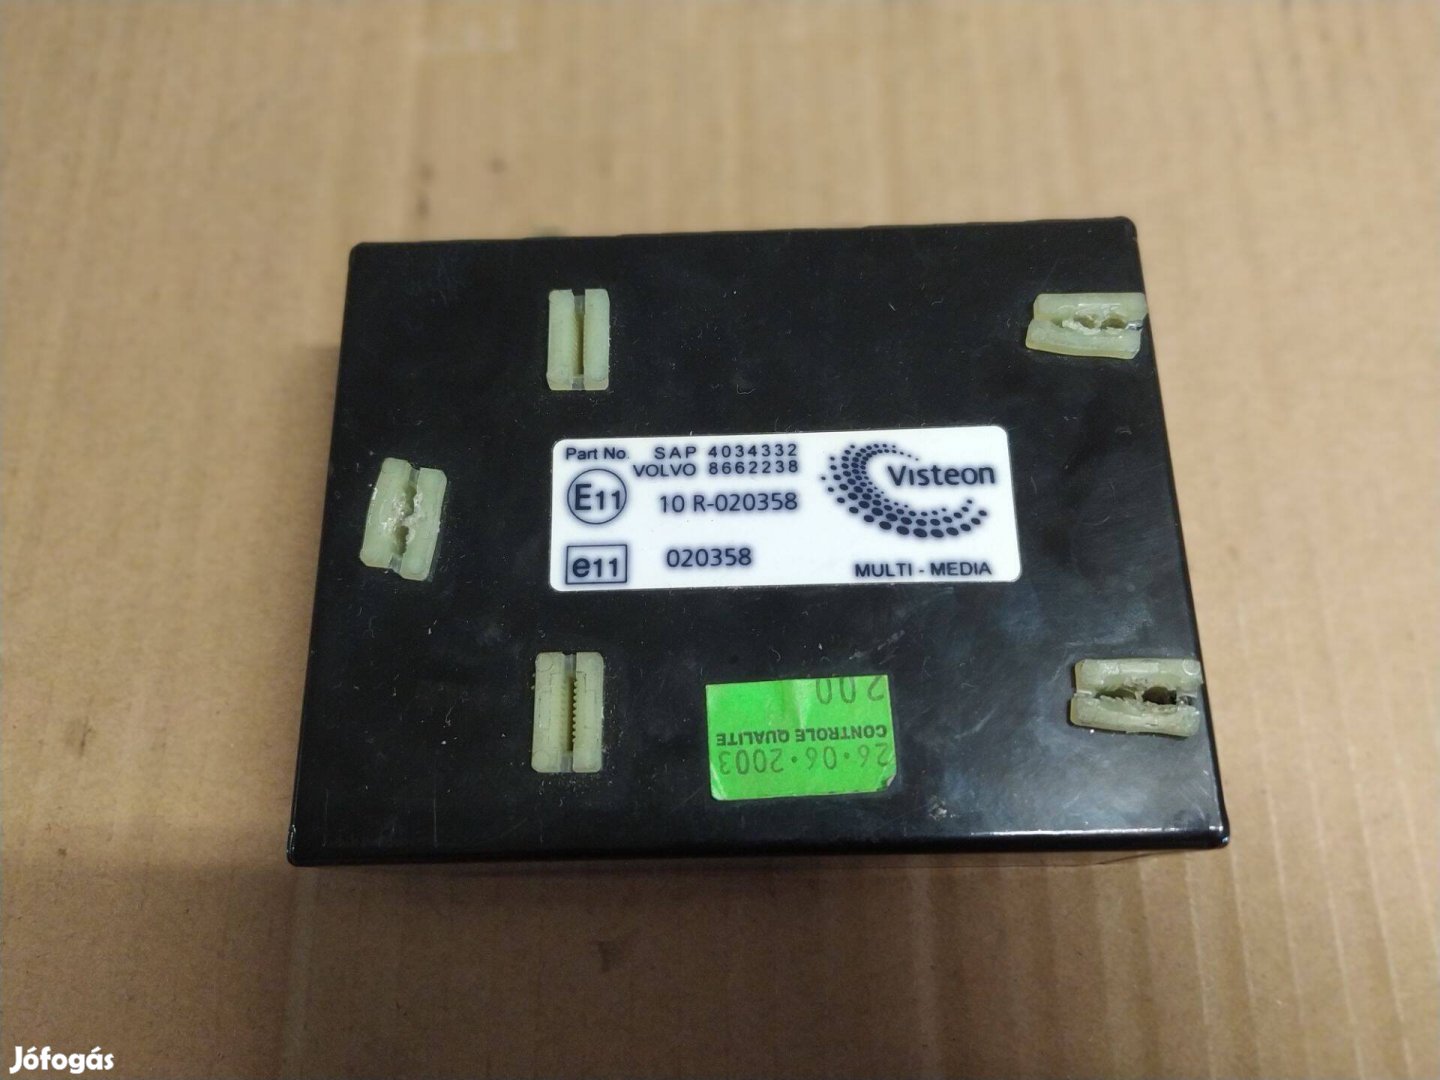 Part No. SAP 4034332
VOLVO 8662238
E11 10 R-020358
e11 020358
Visteon
MULTI - MEDIA
26·06·2003
CONTROLE QUALITE
200
Jófogás